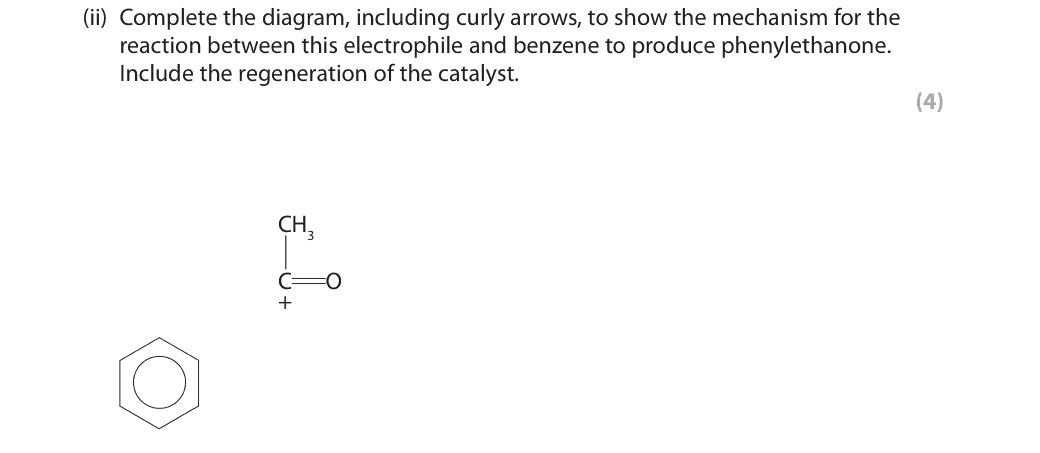 (ii) Complete the diagram, including curly arrows, to show the mechanism for the
reaction between this electrophile and benzene to produce phenylethanone.
Include the regeneration of the catalyst.
(4)
CH₃
C=O
+